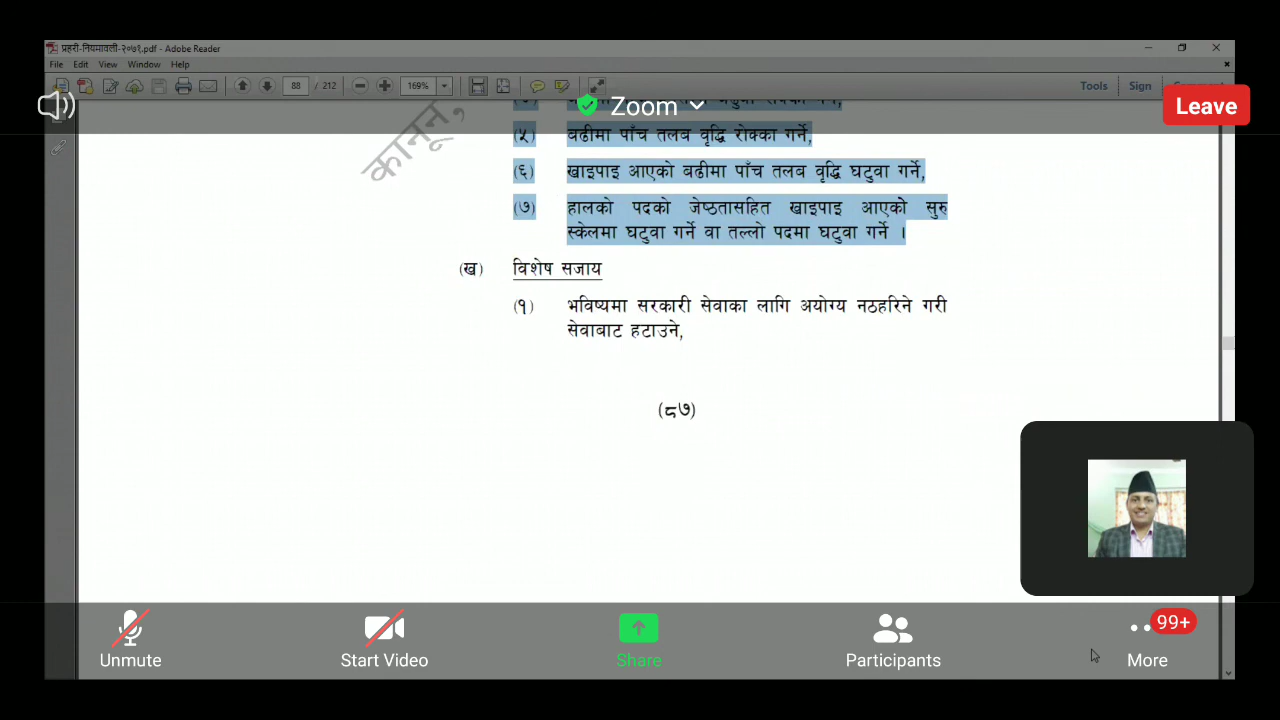 प्रहरी-नियमावली-२०७१.pdf - Adobe Reader
File Edit View Window Help
88 / 212 169% Tools Sign Comment
Zoom Leave
कानून,
(५) बढीमा पाँच तलब वृद्धि रोक्का गर्ने,
(६) खाइपाइ आएको बढीमा पाँच तलब वृद्धि घटुवा गर्ने,
(७) हालको पदको जेष्ठतासहित खाइपाइ आएको सुरु
स्केलमा घटुवा गर्ने वा तल्लो पदमा घटुवा गर्ने ।
(ख) विशेष सजाय
(१) भविष्यमा सरकारी सेवाका लागि अयोग्य नठहरिने गरी
सेवाबाट हटाउने,
(८७)
99+
Unmute Start Video Share Participants More